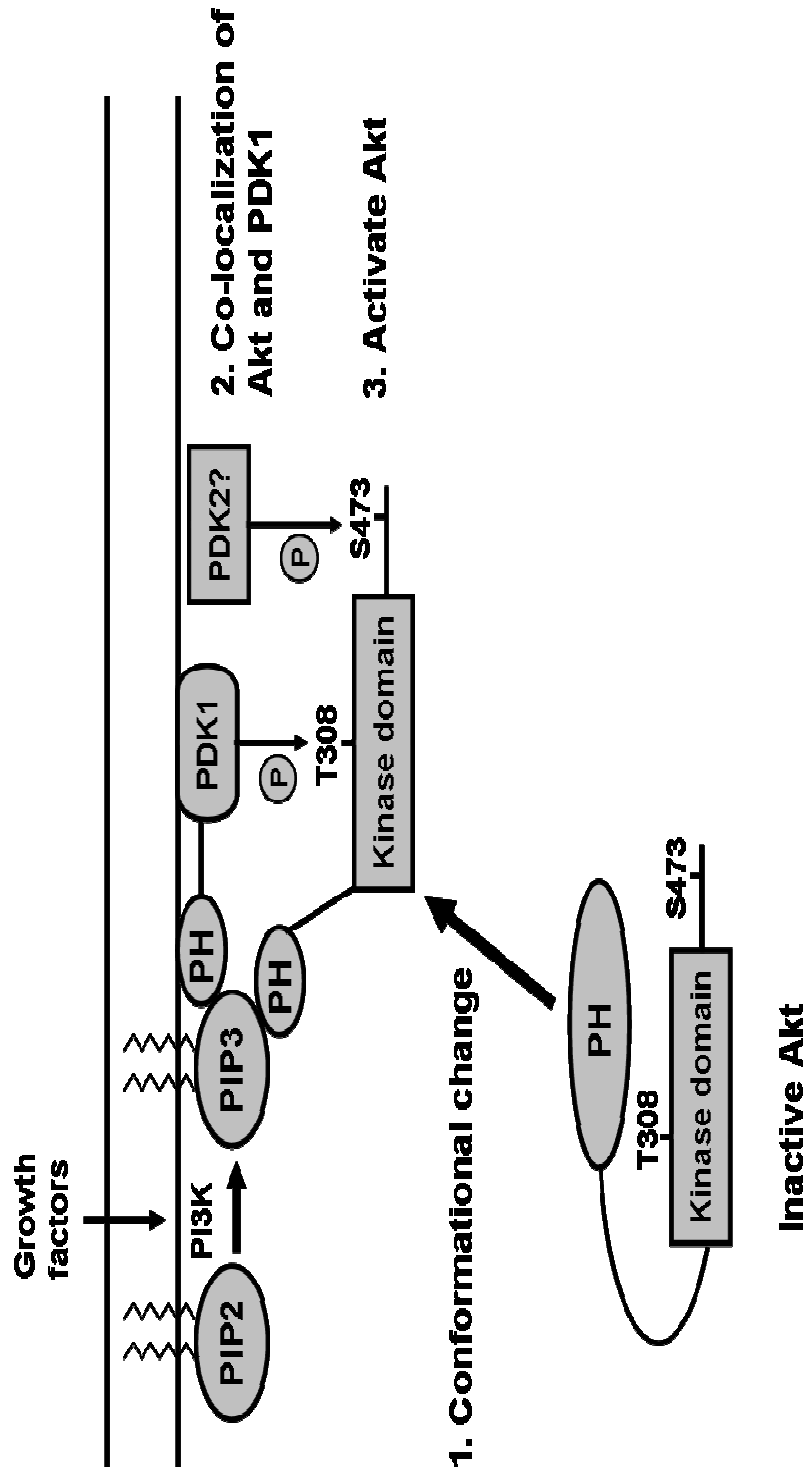 Growth
factors
PIP2
PI3K
PIP3
PH
PH
PDK1
PDK2?
P
P
T308
S473
Kinase domain
2. Co-localization of
Akt and PDK1
3. Activate Akt
1. Conformational change
PH
T308
S473
Kinase domain
Inactive Akt